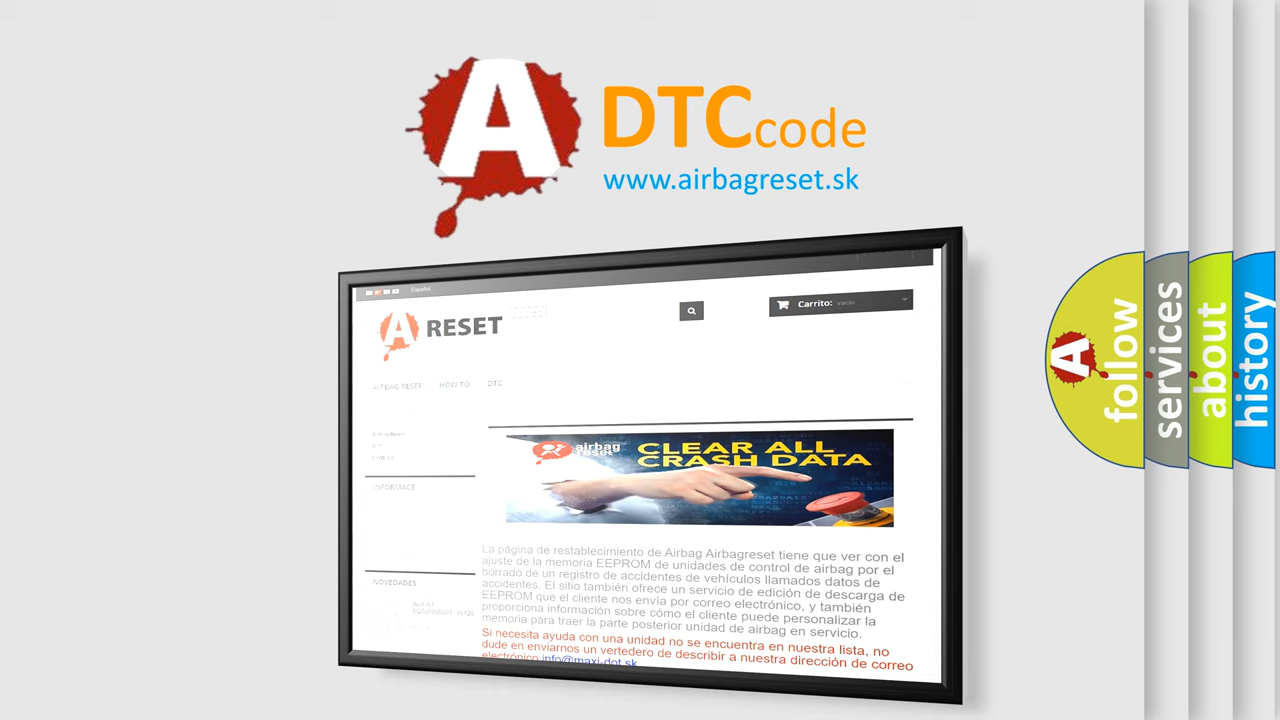 A
DTCcode
www.airbagreset.sk
Español
A RESET
Carrito: vacío
AIRBAG RESET HOW TO DTC
INFORMACE
NOVEDADES
airbag
reset
CLEAR ALL
CRASH DATA
La página de restablecimiento de Airbag Airbagreset tiene que ver con el
ajuste de la memoria EEPROM de unidades de control de airbag por el
borrado de un registro de accidentes de vehículos llamados datos de
accidentes. El sitio también ofrece un servicio de edición de descarga de
EEPROM que el cliente nos envía por correo electrónico, y también
proporciona información sobre cómo el cliente puede personalizar la
memoria para traer la parte posterior unidad de airbag en servicio.
Si necesita ayuda con una unidad no se encuentra en nuestra lista, no
dude en enviarnos un vertedero de describir a nuestra dirección de correo
electrónico info@maxi-dot.sk
A
follow
services
about
history